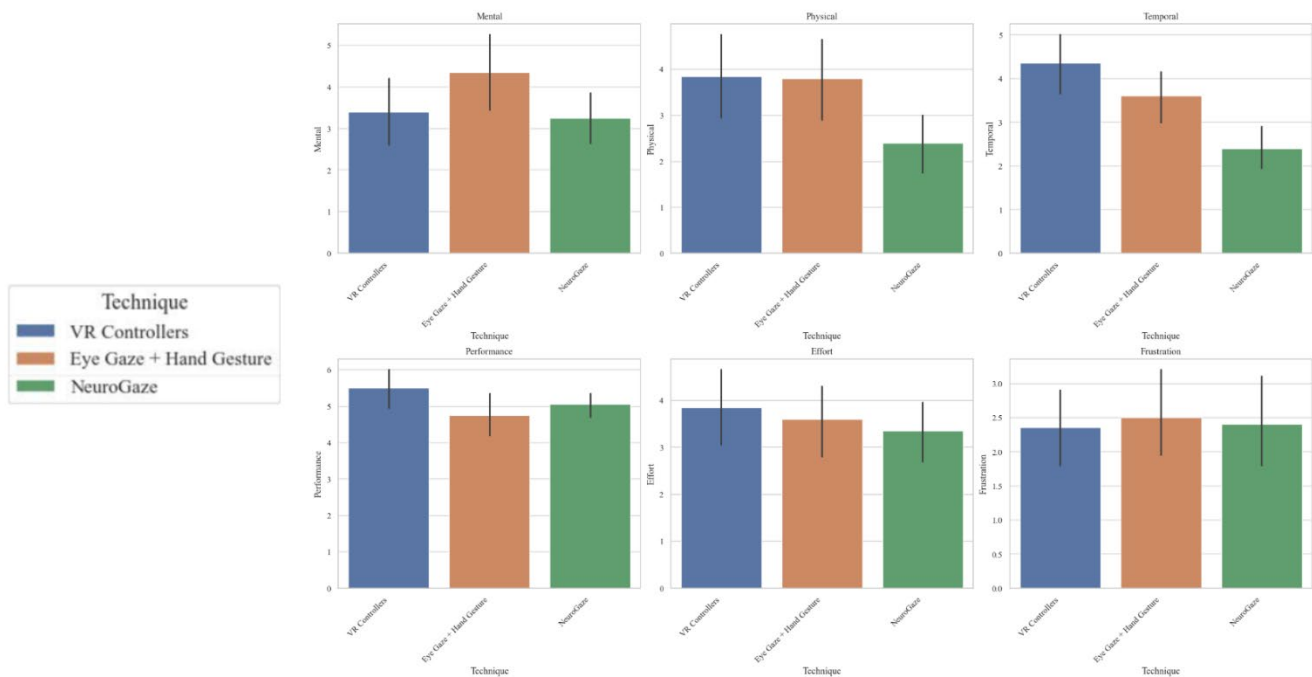 Technique
VR Controllers
Eye Gaze + Hand Gesture
NeuroGaze
Mental
Mental
5
4
3
2
1
0
VR Controllers
Eye Gaze + Hand Gesture
NeuroGaze
Technique
Physical
Physical
4
3
2
1
0
VR Controllers
Eye Gaze + Hand Gesture
NeuroGaze
Technique
Temporal
Temporal
5
4
3
2
1
0
VR Controllers
Eye Gaze + Hand Gesture
NeuroGaze
Technique
Performance
Performance
6
5
4
3
2
1
0
VR Controllers
Eye Gaze + Hand Gesture
NeuroGaze
Technique
Effort
Effort
4
3
2
1
0
VR Controllers
Eye Gaze + Hand Gesture
NeuroGaze
Technique
Frustration
Frustration
3.0
2.5
2.0
1.5
1.0
0.5
0.0
VR Controllers
Eye Gaze + Hand Gesture
NeuroGaze
Technique